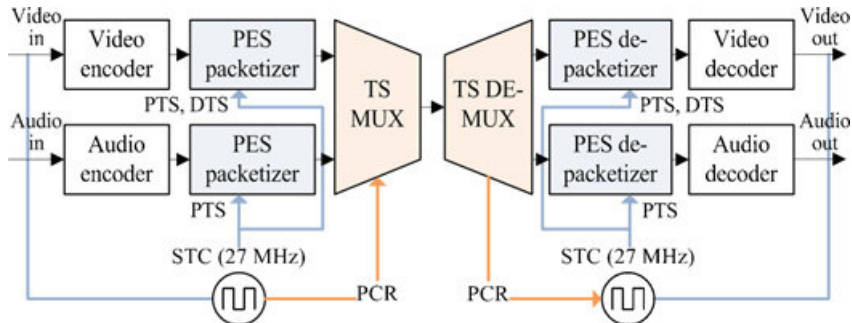 Video in
Video encoder
PES packetizer
PTS, DTS
Audio in
Audio encoder
PES packetizer
PTS
TS MUX
STC (27 MHz)
PCR
TS DE-MUX
PES de-packetizer
Video decoder
Video out
PTS, DTS
PES de-packetizer
Audio decoder
Audio out
PTS
STC (27 MHz)
PCR